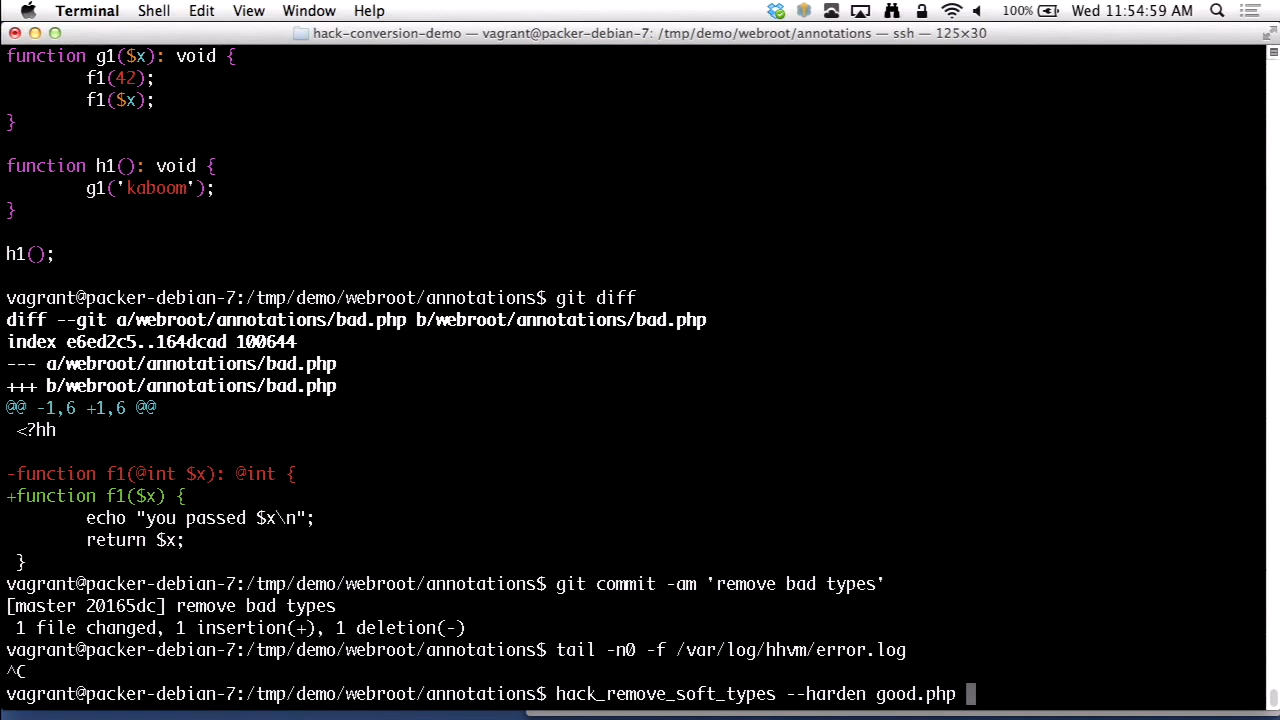 Terminal Shell Edit View Window Help 100% Wed 11:54:59 AM
hack-conversion-demo — vagrant@packer-debian-7: /tmp/demo/webroot/annotations — ssh — 125×30
function g1($x): void {
f1(42);
f1($x);
}
function h1(): void {
g1('kaboom');
}
h1();
vagrant@packer-debian-7:/tmp/demo/webroot/annotations$ git diff
diff --git a/webroot/annotations/bad.php b/webroot/annotations/bad.php
index e6ed2c5..164dcad 100644
--- a/webroot/annotations/bad.php
+++ b/webroot/annotations/bad.php
@@ -1,6 +1,6 @@
<?hh
-function f1(@int $x): @int {
+function f1($x) {
echo "you passed $x\n";
return $x;
}
vagrant@packer-debian-7:/tmp/demo/webroot/annotations$ git commit -am 'remove bad types'
[master 20165dc] remove bad types
1 file changed, 1 insertion(+), 1 deletion(-)
vagrant@packer-debian-7:/tmp/demo/webroot/annotations$ tail -n0 -f /var/log/hhvm/error.log
^C
vagrant@packer-debian-7:/tmp/demo/webroot/annotations$ hack_remove_soft_types --harden good.php